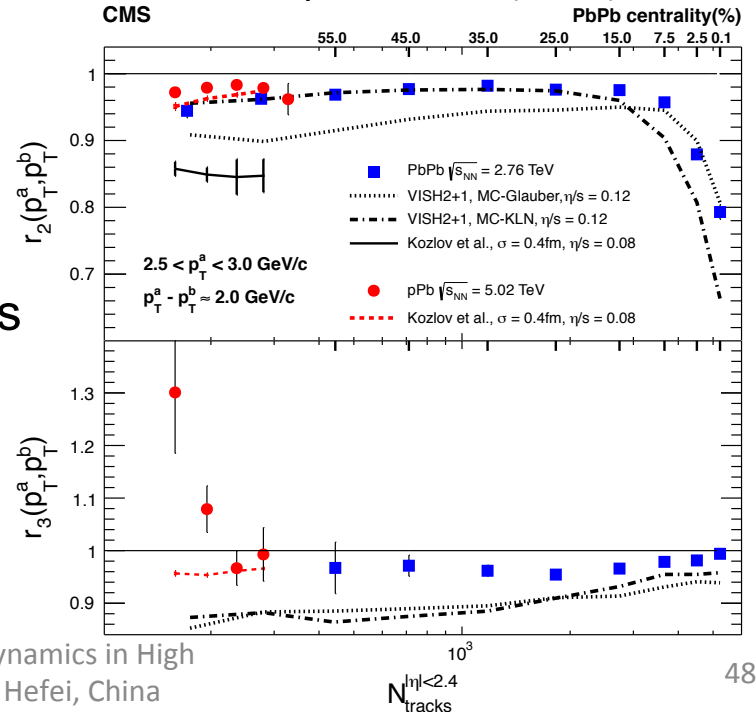 CMS
PbPb centrality(%)
55.0 45.0 35.0 25.0 15.0 7.5 2.5 0.1
1
0.9
0.8
0.7
r₂(pᵀᵃ,pᵀᵇ)
PbPb √sNN = 2.76 TeV
VISH2+1, MC-Glauber,η/s = 0.12
VISH2+1, MC-KLN, η/s = 0.12
Kozlov et al., σ = 0.4fm, η/s = 0.08
2.5 < pᵀᵃ < 3.0 GeV/c
pᵀᵃ - pᵀᵇ ≈ 2.0 GeV/c
pPb √sNN = 5.02 TeV
Kozlov et al., σ = 0.4fm, η/s = 0.08
S
1.3
1.2
1.1
1
0.9
r₃(pᵀᵃ,pᵀᵇ)
10³
N|η|<2.4 tracks
ynamics in High
Hefei, China
48